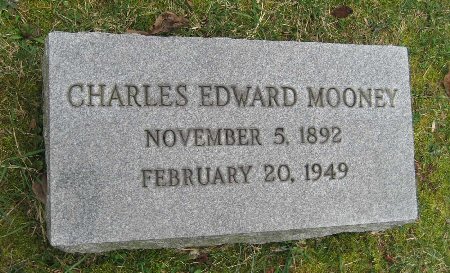 CHARLES EDWARD MOONEY
NOVEMBER 5, 1892
FEBRUARY 20, 1949